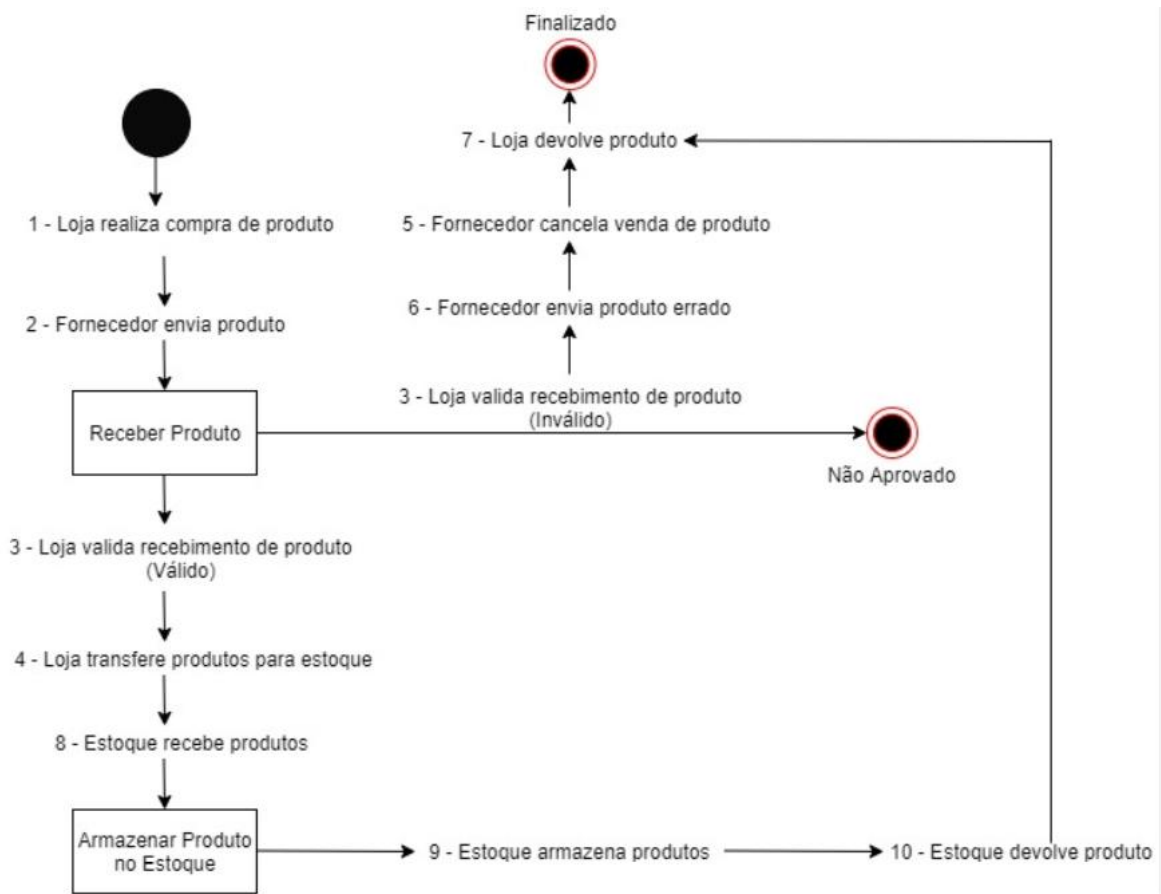 Finalizado
7 - Loja devolve produto
1 - Loja realiza compra de produto
5 - Fornecedor cancela venda de produto
2 - Fornecedor envia produto
6 - Fornecedor envia produto errado
3 - Loja valida recebimento de produto
(Inválido)
Receber Produto
Não Aprovado
3 - Loja valida recebimento de produto
(Válido)
4 - Loja transfere produtos para estoque
8 - Estoque recebe produtos
Armazenar Produto
no Estoque
9 - Estoque armazena produtos
10 - Estoque devolve produto